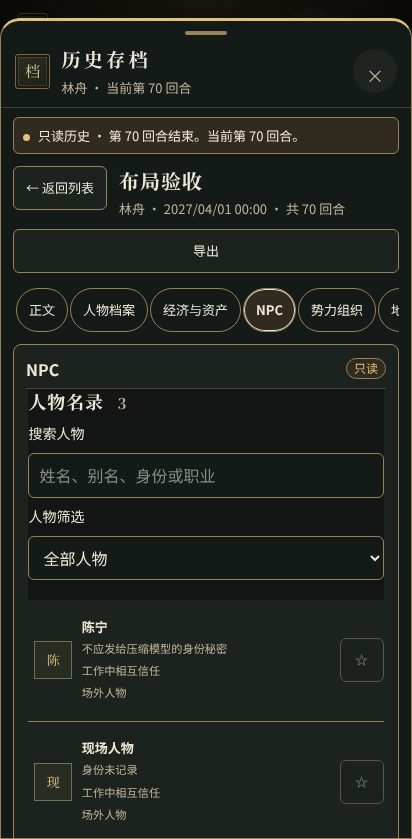 档
历史存档
林舟 · 当前第 70 回合
只读历史 · 第 70 回合结束。当前第 70 回合。
← 返回列表
布局验收
林舟 · 2027/04/01 00:00 · 共 70 回合
导出
正文 人物档案 经济与资产 NPC 势力组织
NPC 只读
人物名录 3
搜索人物
姓名、别名、身份或职业
人物筛选
全部人物
陈
陈宁
不应发给压缩模型的身份秘密
工作中相互信任
场外人物
☆
现
现场人物
身份未记录
工作中相互信任
场外人物
☆